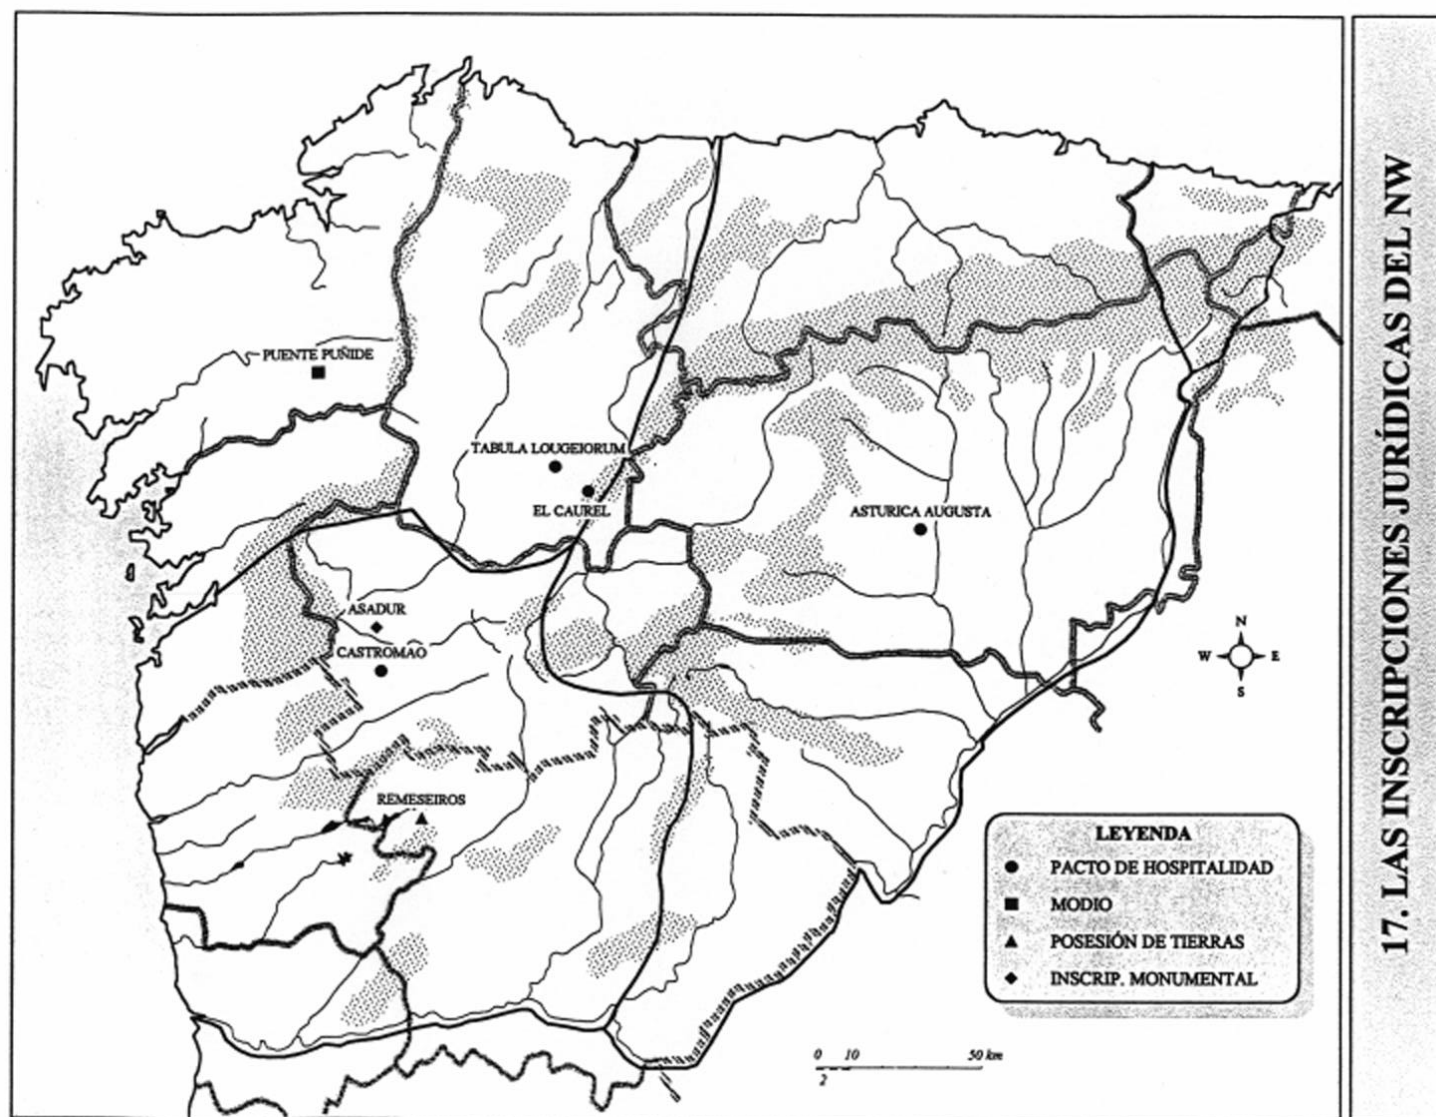 PUENTE PUÑIDE
TABULA LOUGEIORUM
EL CAUREL
ASTURICA AUGUSTA
ASADUR
CASTROMAO
REMESEIROS
N
W E
S
LEYENDA
PACTO DE HOSPITALIDAD
MODIO
POSESIÓN DE TIERRAS
INSCRIP. MONUMENTAL
0 10 50 km
2
17. LAS INSCRIPCIONES JURÍDICAS DEL NW